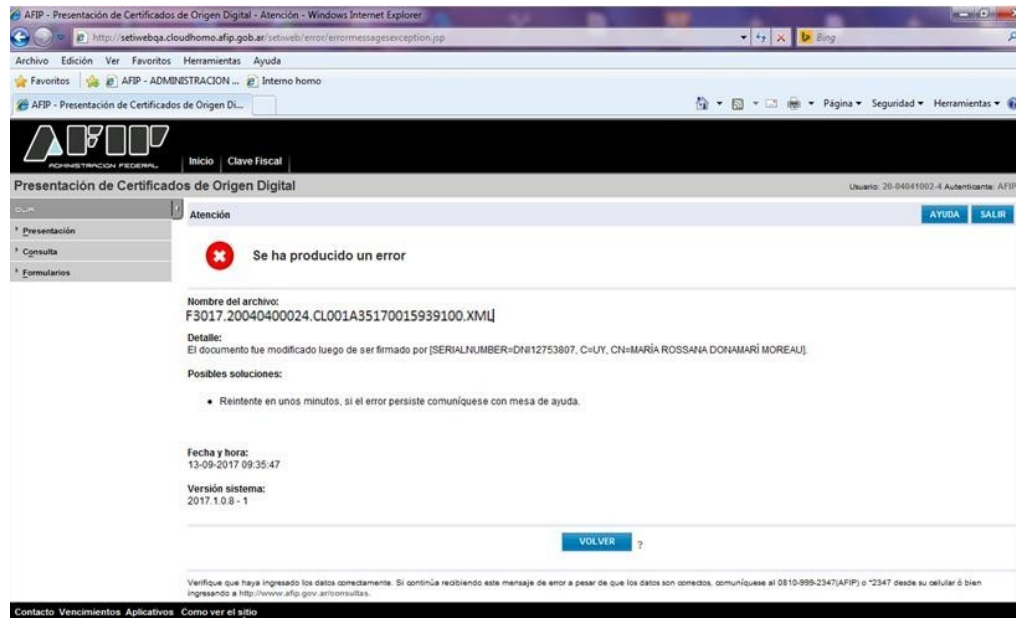 AFIP - Presentación de Certificados de Origen Digital - Atención - Windows Internet Explorer
http://setiwebqa.cloudhomo.afip.gob.ar/setiweb/error/errormessagesexception.jsp
Bing
Archivo Edición Ver Favoritos Herramientas Ayuda
Favoritos AFIP - ADMINISTRACION ... Interno homo
AFIP - Presentación de Certificados de Origen Di... Página Seguridad Herramientas
AFIP
ADMINISTRACION FEDERAL
Inicio Clave Fiscal
Presentación de Certificados de Origen Digital Usuario: 20-04041002-4 Autenticante: AFIP
Atención AYUDA SALIR
Presentación
Consulta
Formularios
Se ha producido un error
Nombre del archivo:
F3017.20040400024.CL001A35170015939100.XML
Detalle:
El documento fue modificado luego de ser firmado por [SERIALNUMBER=DNI12753807, C=UY, CN=MARÍA ROSSANA DONAMARÍ MOREAU].
Posibles soluciones:
• Reintente en unos minutos, si el error persiste comuníquese con mesa de ayuda.
Fecha y hora:
13-09-2017 09:35:47
Versión sistema:
2017.1.0.8 - 1
VOLVER ?
Verifique que haya ingresado los datos correctamente. Si continúa recibiendo este mensaje de error a pesar de que los datos son correctos, comuníquese al 0810-999-2347(AFIP) o *2347 desde su celular ó bien
ingresando a http://www.afip.gov.ar/consultas.
Contacto Vencimientos Aplicativos Como ver el sitio